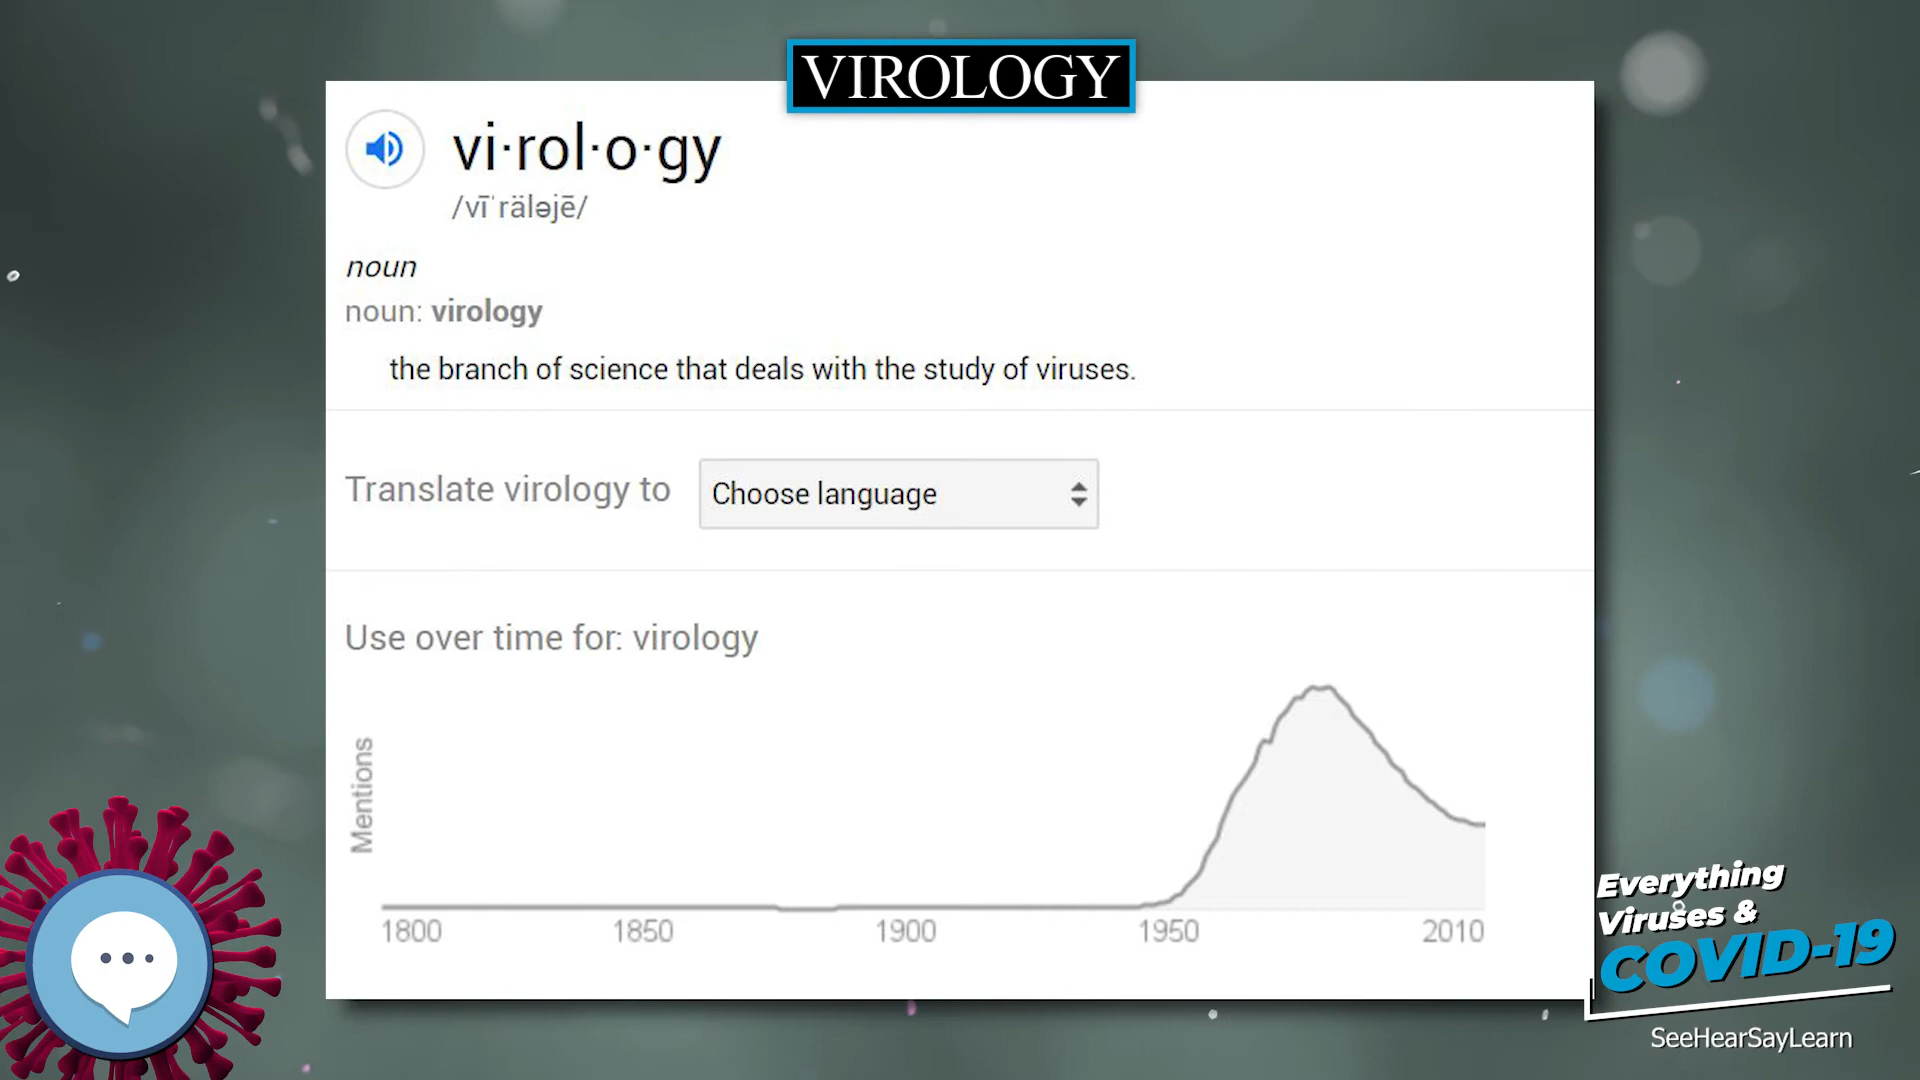 VIROLOGY
vi·rol·o·gy
/vīˈräləjē/
noun
noun: virology
the branch of science that deals with the study of viruses.
Translate virology to
Choose language
Use over time for: virology
Mentions
1800 1850 1900 1950 2010
Everything
Viruses &
COVID-19
SeeHearSayLearn